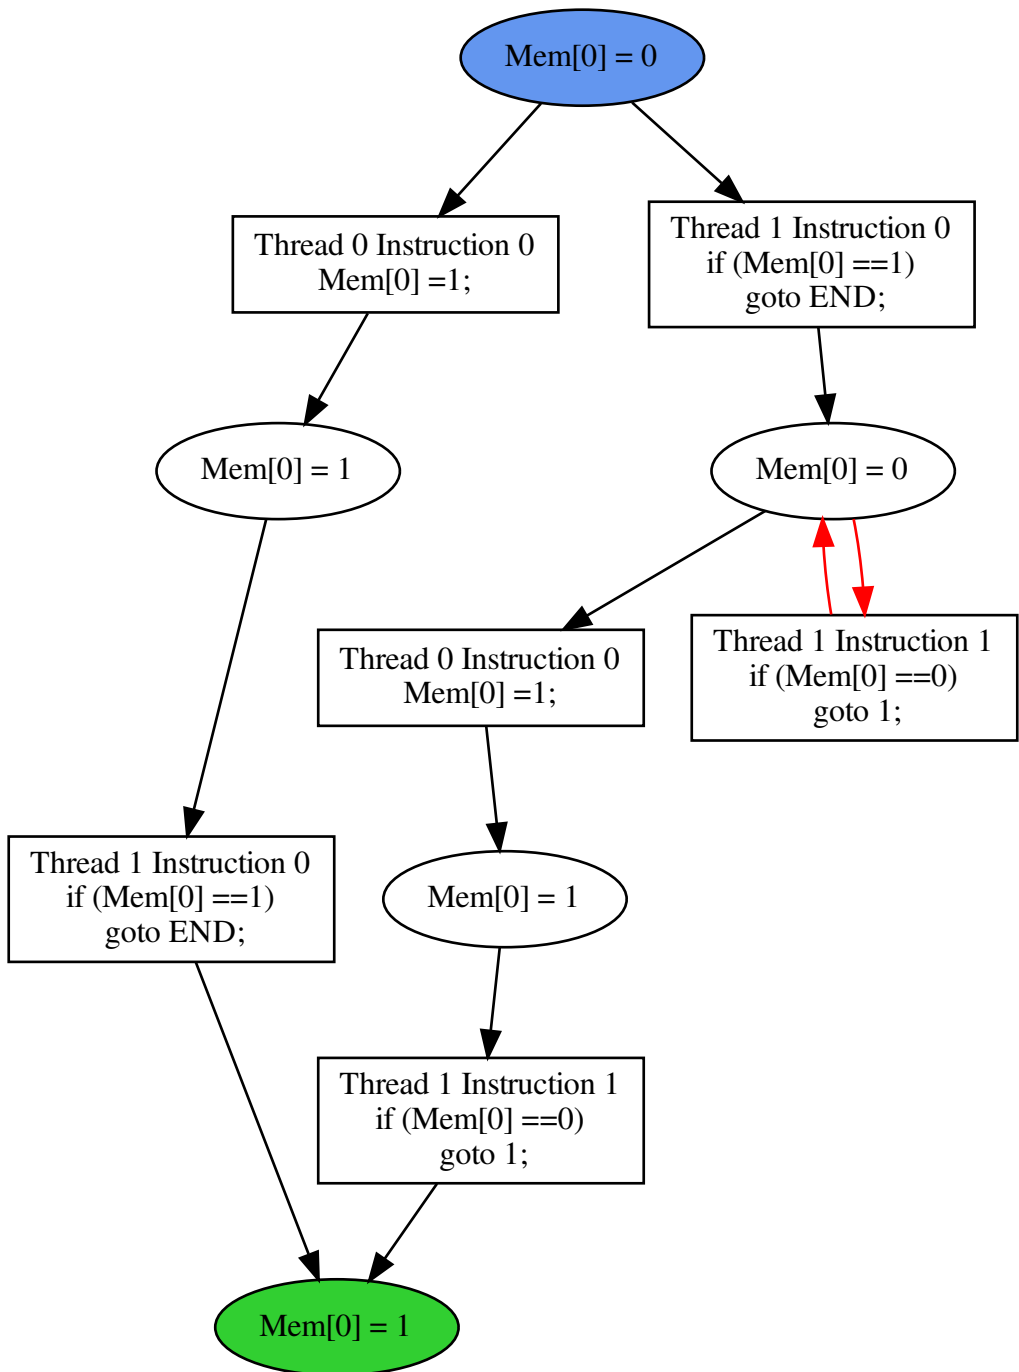 Mem[0] = 0
Thread 0 Instruction 0
Mem[0] =1;
Thread 1 Instruction 0
if (Mem[0] ==1)
goto END;
Mem[0] = 1
Mem[0] = 0
Thread 0 Instruction 0
Mem[0] =1;
Thread 1 Instruction 1
if (Mem[0] ==0)
goto 1;
Thread 1 Instruction 0
if (Mem[0] ==1)
goto END;
Mem[0] = 1
Thread 1 Instruction 1
if (Mem[0] ==0)
goto 1;
Mem[0] = 1